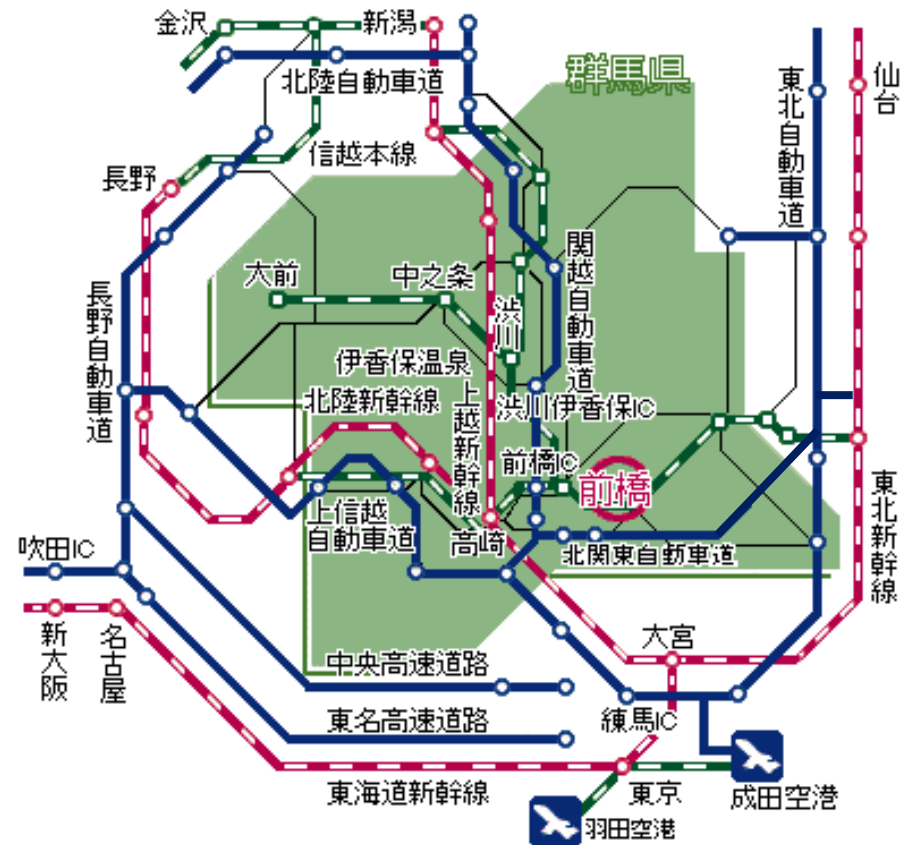 金沢
新潟
北陸自動車道
群馬県
仙台
東北自動車道
信越本線
長野
関越自動車道
大前
中之条
渋川
長野自動車道
伊香保温泉
北陸新幹線
上越新幹線
渋川伊香保IC
前橋IC
前橋
東北新幹線
上信越
自動車道
高崎
北関東自動車道
吹田IC
新大阪
名古屋
大宮
中央高速道路
練馬IC
東名高速道路
東海道新幹線
東京
成田空港
羽田空港